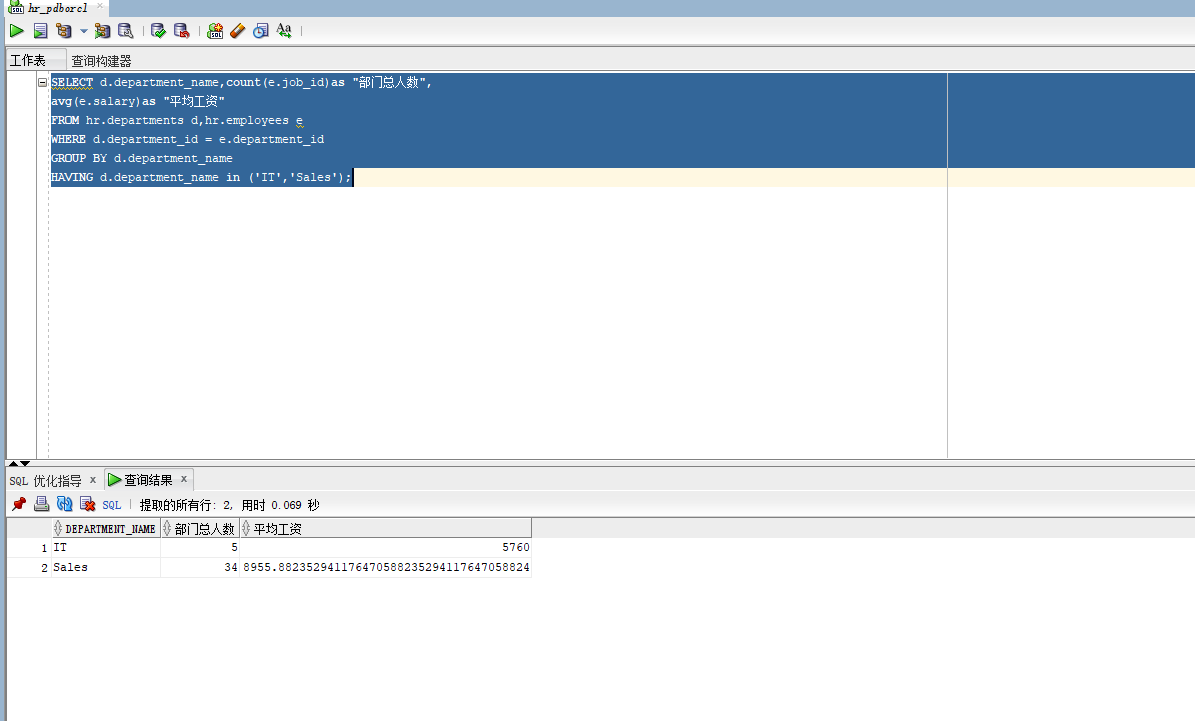 hr_pdborcl
工作表 查询构建器
SELECT d.department_name,count(e.job_id)as "部门总人数",
avg(e.salary)as "平均工资"
FROM hr.departments d,hr.employees e
WHERE d.department_id = e.department_id
GROUP BY d.department_name
HAVING d.department_name in ('IT','Sales');
SQL 优化指导 x 查询结果 x
SQL | 提取的所有行: 2, 用时 0.069 秒
DEPARTMENT_NAME 部门总人数 平均工资
1 IT 5 5760
2 Sales 34 8955.88235294117647058823529411764705882​4